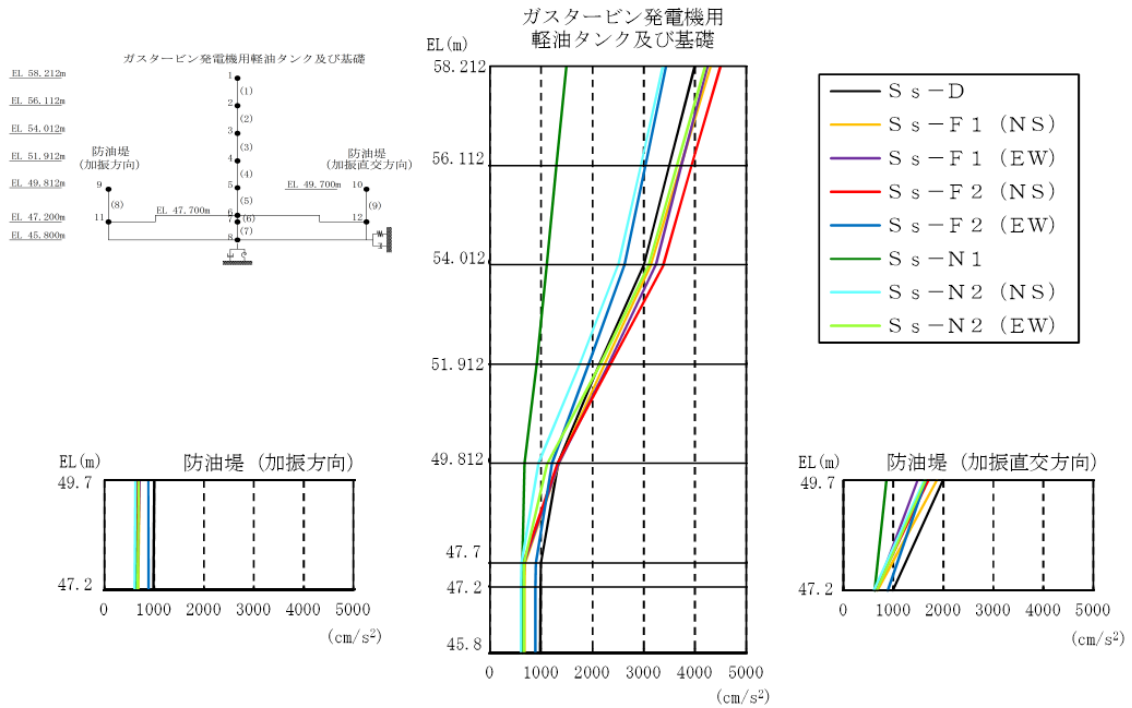 ガスタービン発電機用
軽油タンク及び基礎
EL(m)
58.212
56.112
54.012
51.912
49.812
47.7
47.2
45.8
0 1000 2000 3000 4000 5000
(cm/s²)
ガスタービン発電機用軽油タンク及び基礎
EL 58.212m
EL 56.112m
EL 54.012m
EL 51.912m
EL 49.812m
EL 47.200m
EL 45.800m
防油堤
(加振方向)
防油堤
(加振直交方向)
EL 49.700m
EL 47.700m
1
(1)
2
(2)
3
(3)
4
(4)
5
(5)
6
(6)
7
(7)
8
9
(8)
11
10
(9)
12
Ss-D
Ss-F1 (NS)
Ss-F1 (EW)
Ss-F2 (NS)
Ss-F2 (EW)
Ss-N1
Ss-N2 (NS)
Ss-N2 (EW)
EL(m) 防油堤 (加振方向)
49.7
47.2
0 1000 2000 3000 4000 5000
(cm/s²)
EL(m) 防油堤 (加振直交方向)
49.7
47.2
0 1000 2000 3000 4000 5000
(cm/s²)